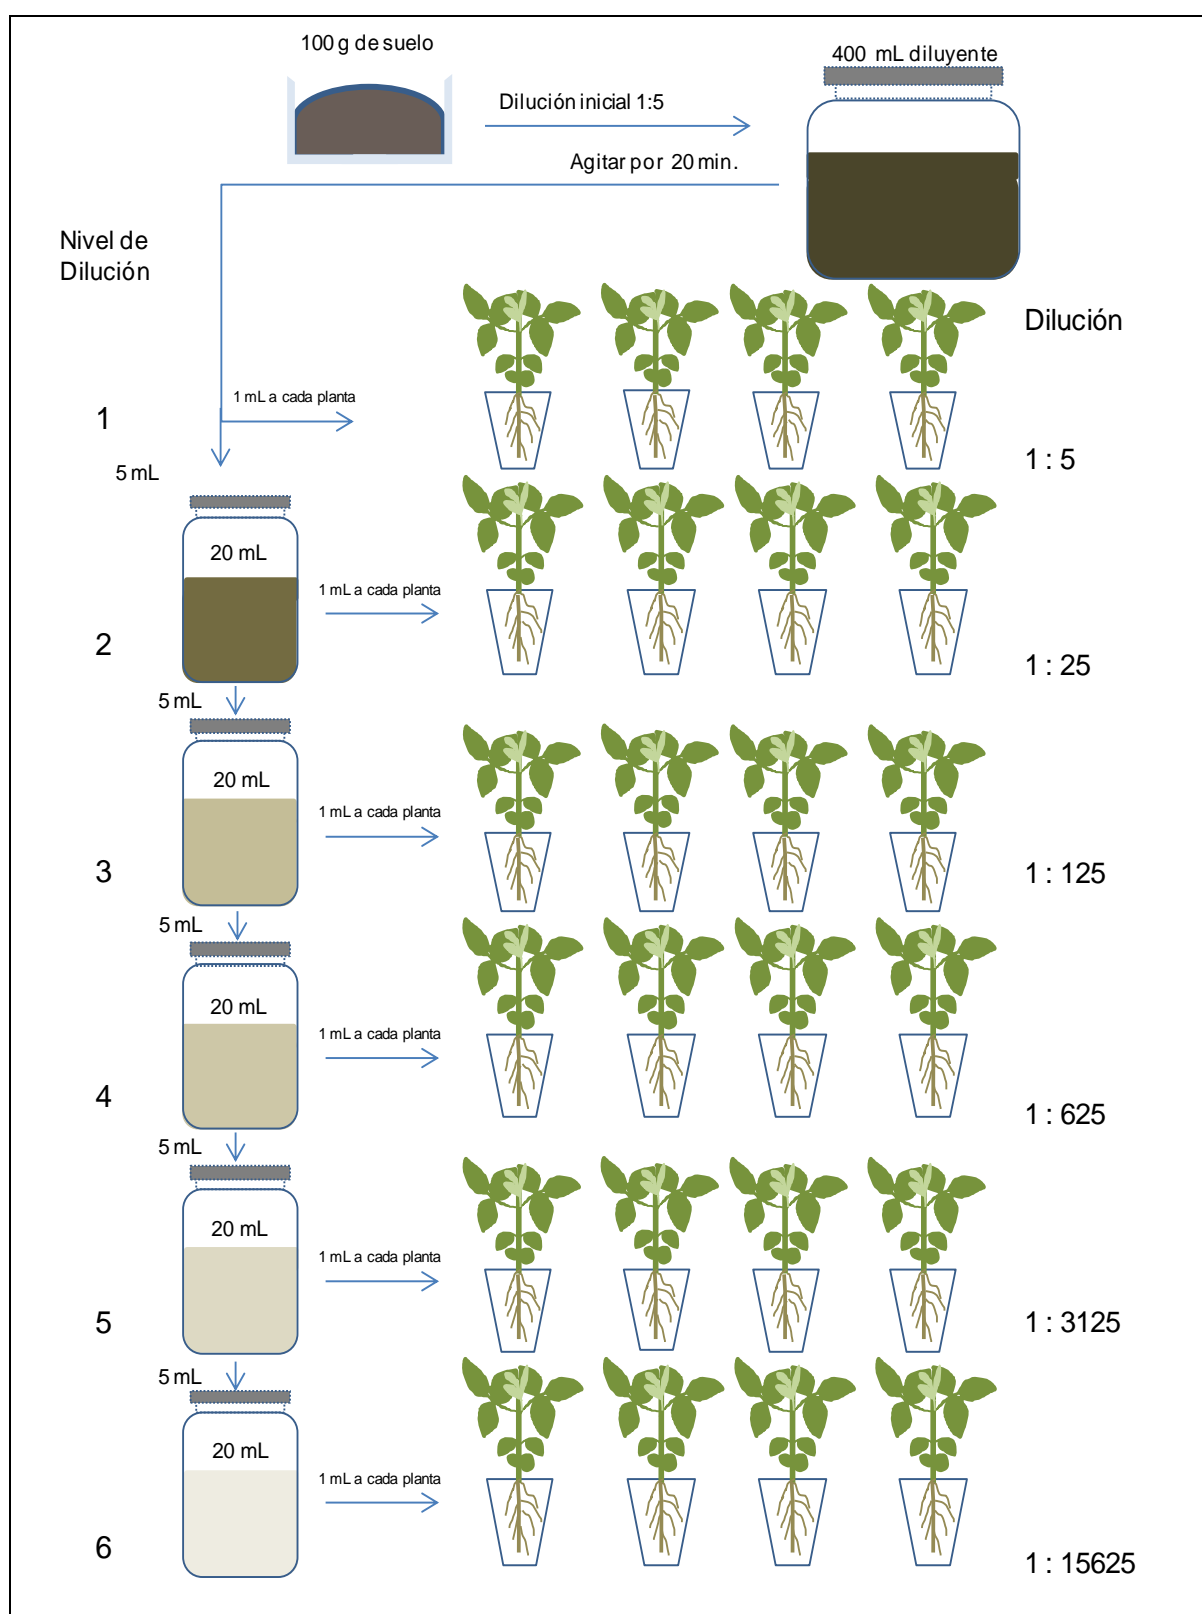 100 g de suelo
400 mL diluyente
Dilución inicial 1:5
Agitar por 20 min.
Nivel de
Dilución
Dilución
1 mL a cada planta
1
1 : 5
5 mL
20 mL
1 mL a cada planta
2
1 : 25
5 mL
20 mL
1 mL a cada planta
3
1 : 125
5 mL
20 mL
1 mL a cada planta
4
1 : 625
5 mL
20 mL
1 mL a cada planta
5
1 : 3125
5 mL
20 mL
1 mL a cada planta
6
1 : 15625